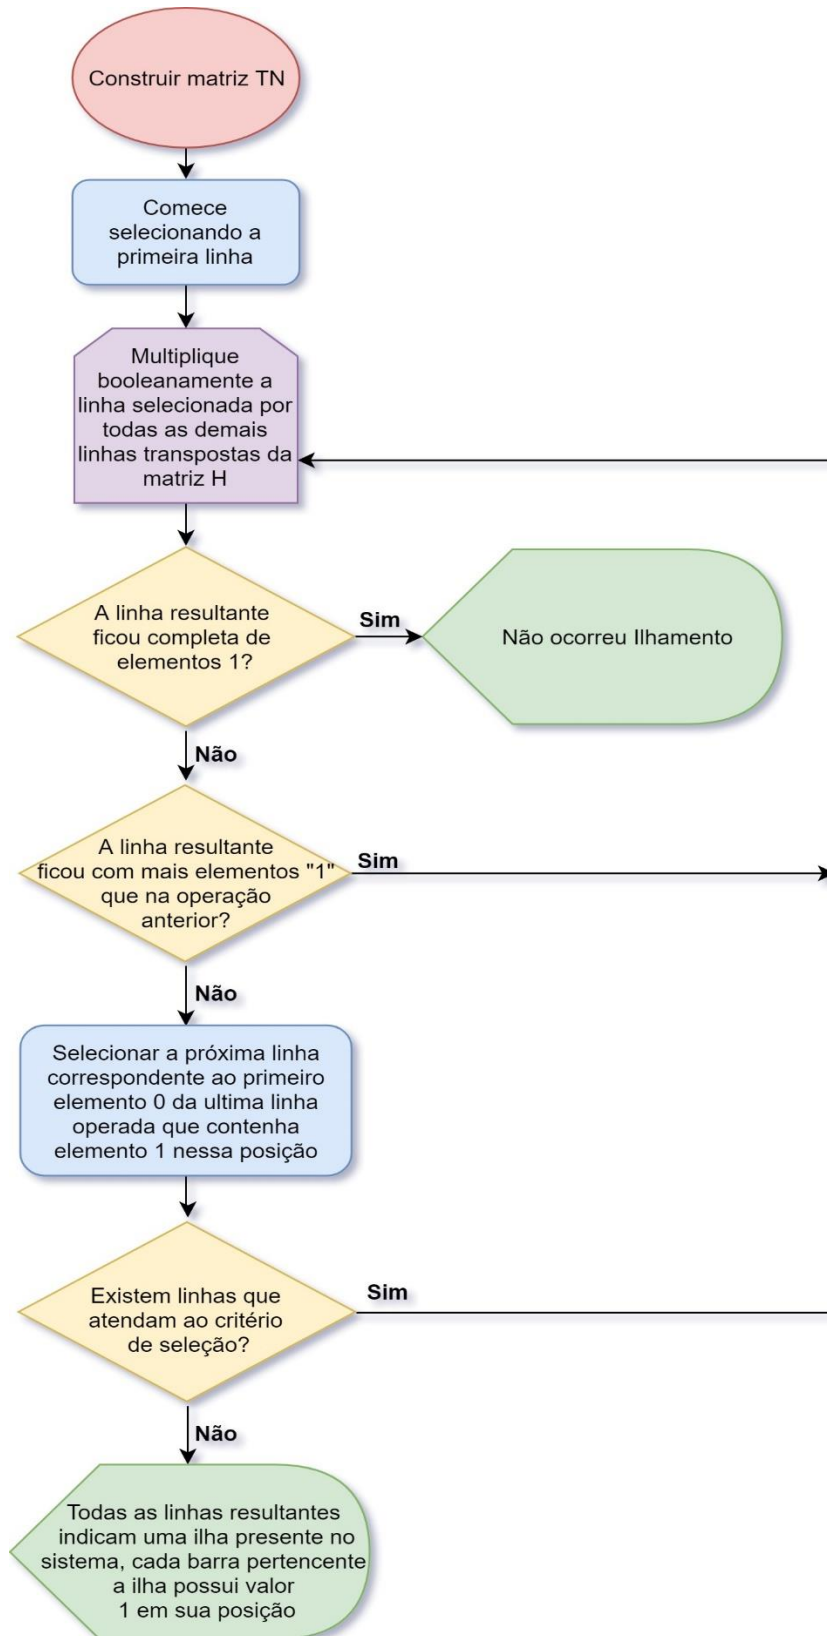 Construir matriz TN
Comece
selecionando a
primeira linha
Multiplique
booleanamente a
linha selecionada por
todas as demais
linhas transpostas da
matriz H
A linha resultante
ficou completa de
elementos 1?
Sim
Não ocorreu Ilhamento
Não
A linha resultante
ficou com mais elementos "1"
que na operação
anterior?
Sim
Não
Selecionar a próxima linha
correspondente ao primeiro
elemento 0 da ultima linha
operada que contenha
elemento 1 nessa posição
Existem linhas que
atendam ao critério
de seleção?
Sim
Não
Todas as linhas resultantes
indicam uma ilha presente no
sistema, cada barra pertencente
a ilha possui valor
1 em sua posição